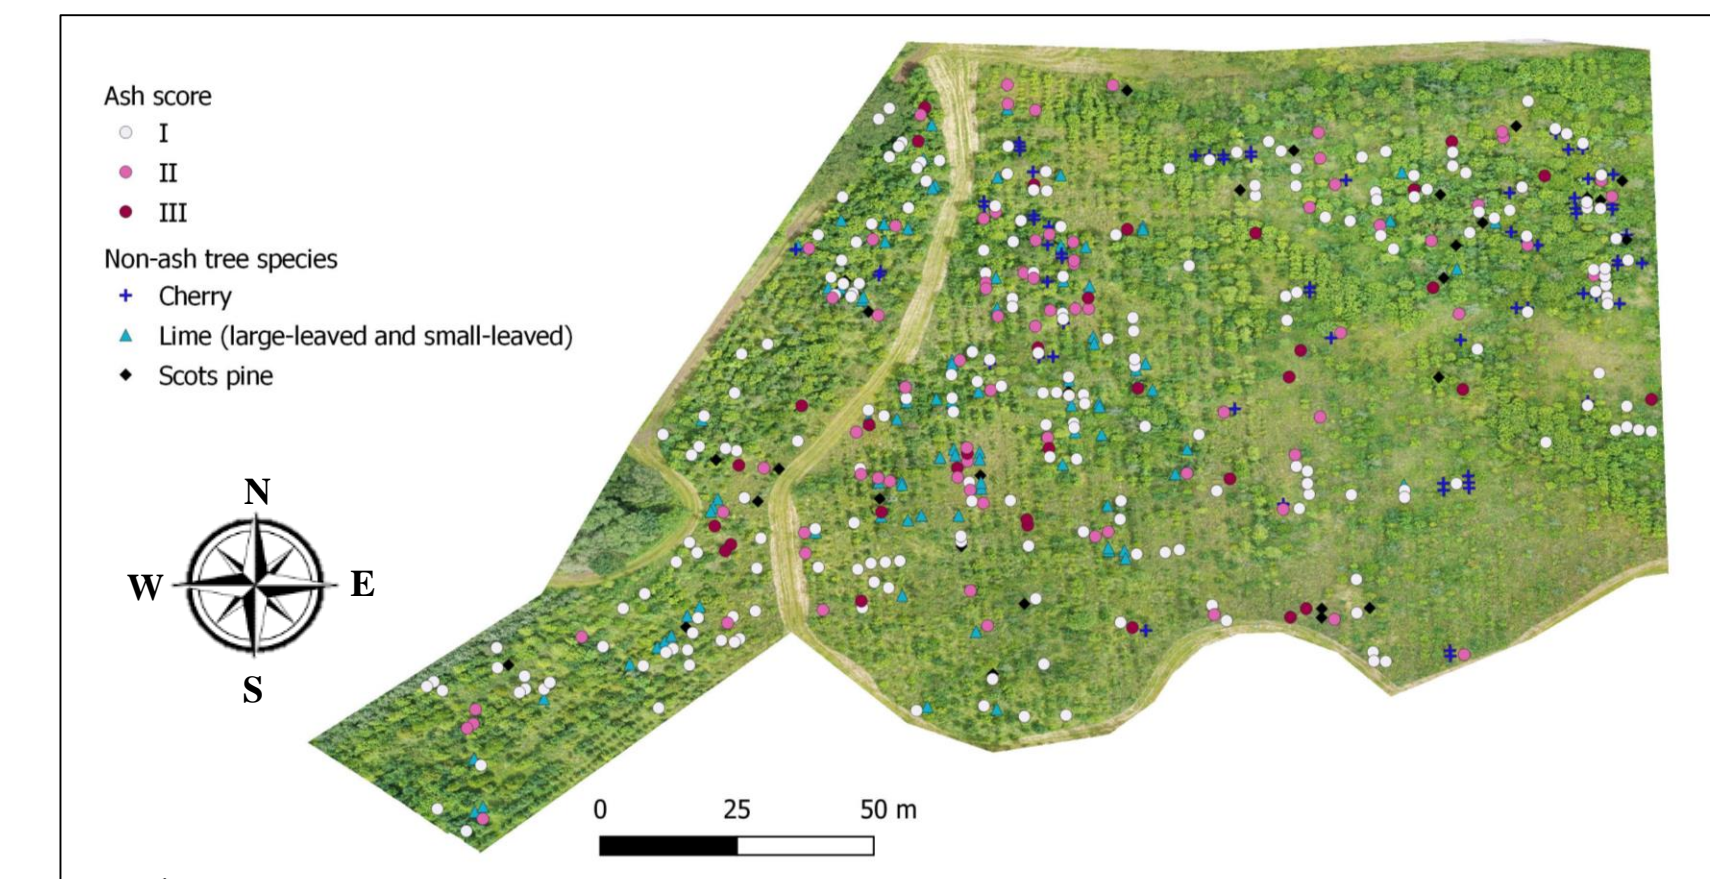 Ash score
I
II
III
Non-ash tree species
Cherry
Lime (large-leaved and small-leaved)
Scots pine
N
W
E
S
0 25 50 m